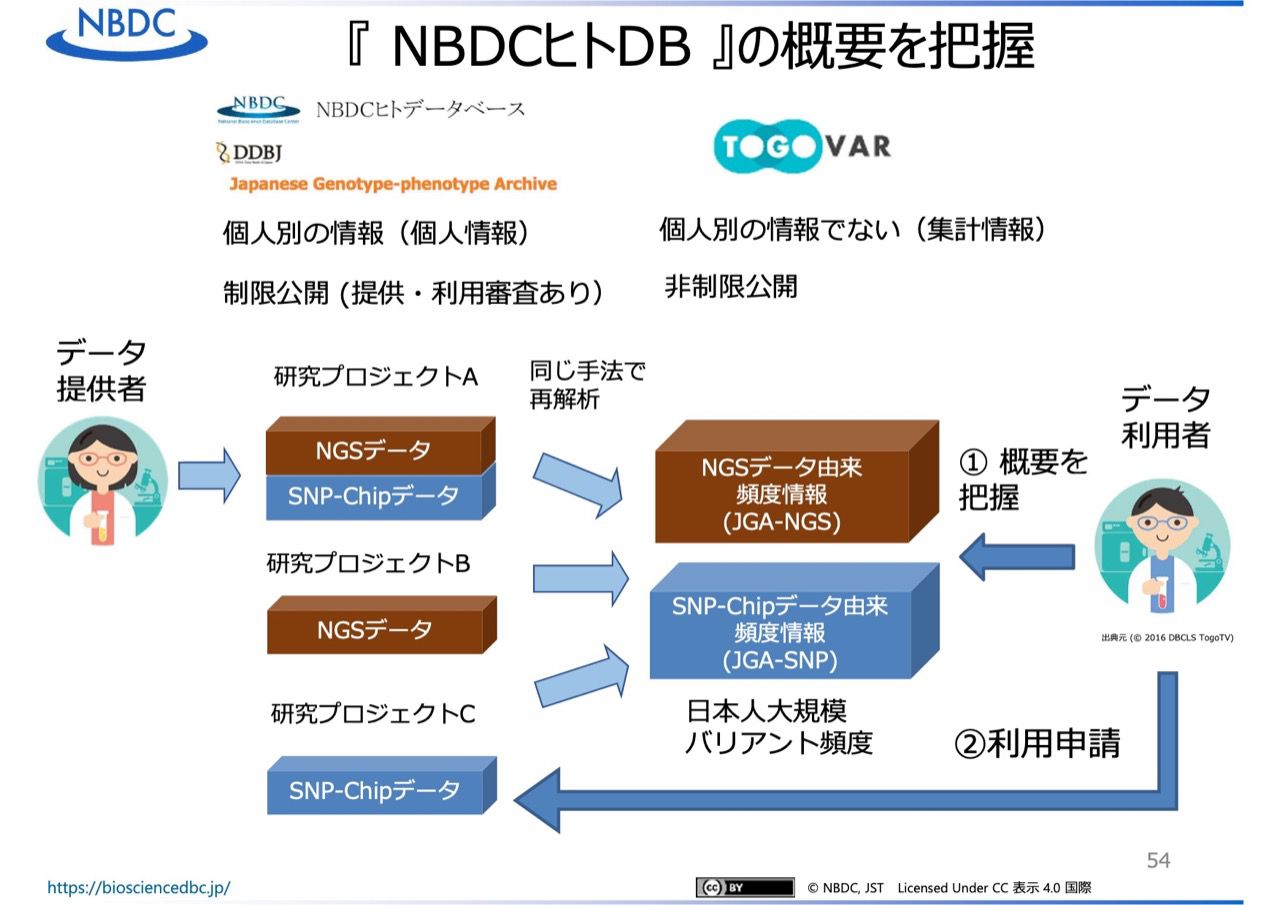 NBDC
『 NBDCヒトDB 』の概要を把握
NBDC
National Bioscience Database Center
NBDCヒトデータベース
DDBJ
Japanese Genotype-phenotype Archive
TOGO VAR
個人別の情報（個人情報）
個人別の情報でない（集計情報）
制限公開 (提供・利用審査あり）
非制限公開
データ
提供者
研究プロジェクトA
NGSデータ
SNP-Chipデータ
研究プロジェクトB
NGSデータ
研究プロジェクトC
SNP-Chipデータ
同じ手法で
再解析
NGSデータ由来
頻度情報
(JGA-NGS)
SNP-Chipデータ由来
頻度情報
(JGA-SNP)
日本人大規模
バリアント頻度
① 概要を
把握
データ
利用者
出典元 (© 2016 DBCLS TogoTV)
②利用申請
54
https://biosciencedbc.jp/
cc BY
© NBDC, JST Licensed Under CC 表示 4.0 国際